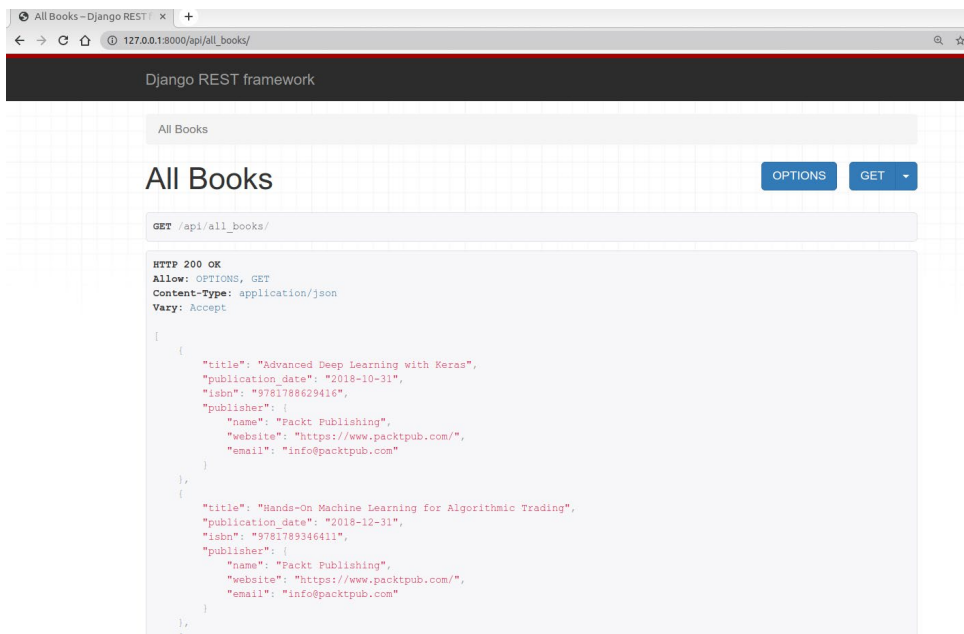 All Books – Django REST f
127.0.0.1:8000/api/all_books/
Django REST framework
All Books
All Books
OPTIONS
GET
GET /api/all_books/
HTTP 200 OK
Allow: OPTIONS, GET
Content-Type: application/json
Vary: Accept
[
{
"title": "Advanced Deep Learning with Keras",
"publication_date": "2018-10-31",
"isbn": "9781788629416",
"publisher": {
"name": "Packt Publishing",
"website": "https://www.packtpub.com/",
"email": "info@packtpub.com"
}
},
{
"title": "Hands-On Machine Learning for Algorithmic Trading",
"publication_date": "2018-12-31",
"isbn": "9781789346411",
"publisher": {
"name": "Packt Publishing",
"website": "https://www.packtpub.com/",
"email": "info@packtpub.com"
}
},